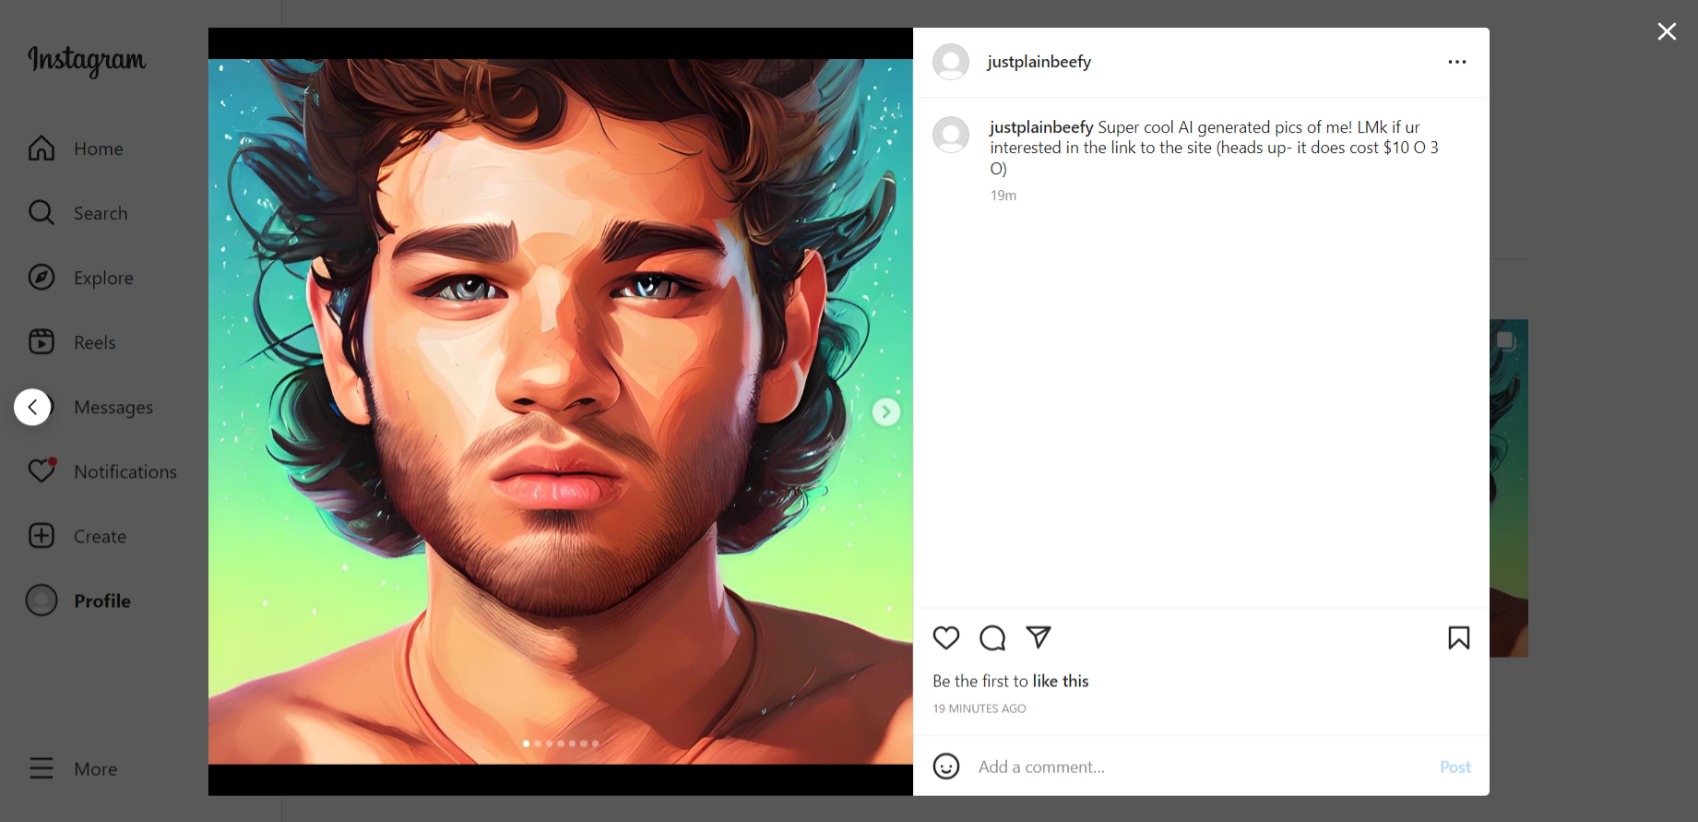 Instagram
Home
Search
Explore
Reels
Messages
Notifications
Create
Profile
More
justplainbeefy
justplainbeefy Super cool AI generated pics of me! LMk if ur
interested in the link to the site (heads up- it does cost $10 O 3
O)
19m
Be the first to like this
19 MINUTES AGO
Add a comment...
Post